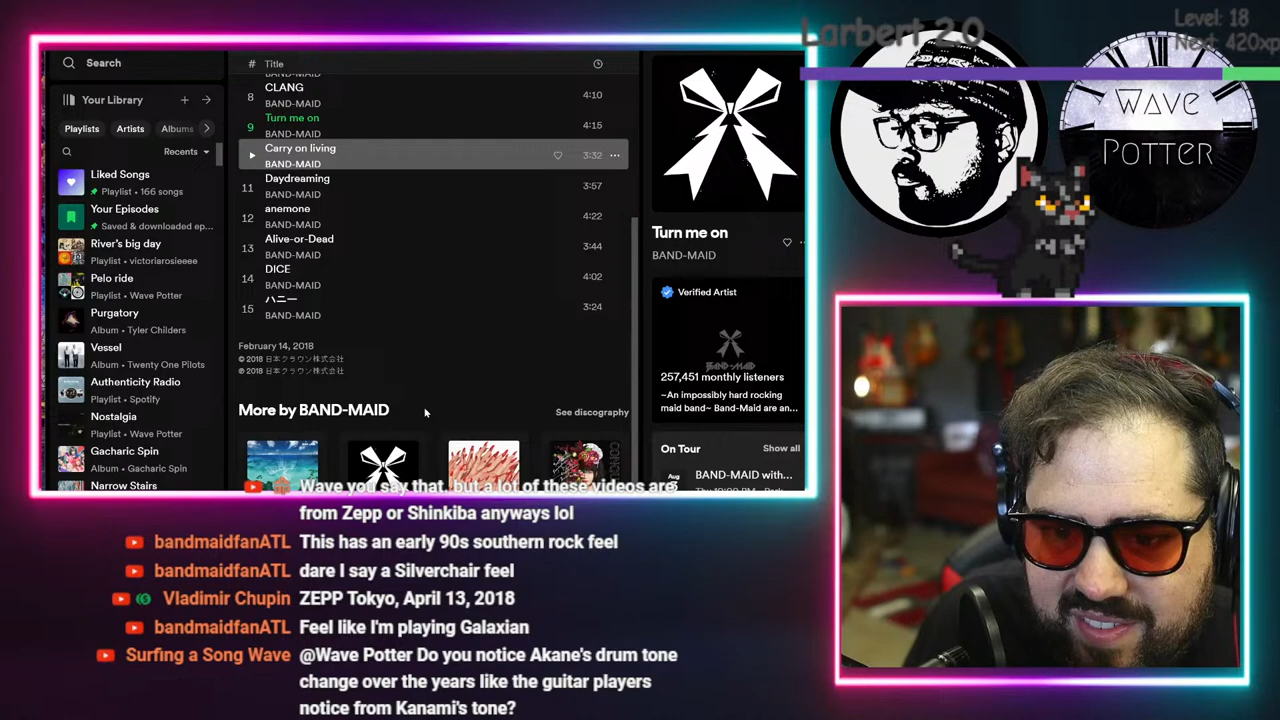 Larbert 2.0
Level: 18
Next: 420xp
WAVE
POTTER
Search
Your Library
Playlists
Artists
Albums
Recents
Liked Songs
Playlist • 166 songs
Your Episodes
Saved & downloaded ep...
River's big day
Playlist • victoriarosieeee
Pelo ride
Playlist • Wave Potter
Purgatory
Album • Tyler Childers
Vessel
Album • Twenty One Pilots
Authenticity Radio
Playlist • Spotify
Nostalgia
Playlist • Wave Potter
Gacharic Spin
Album • Gacharic Spin
Narrow Stairs
# Title
BAND-MAID
8 CLANG 4:10
BAND-MAID
9 Turn me on 4:15
BAND-MAID
Carry on living 3:32
BAND-MAID
11 Daydreaming 3:57
BAND-MAID
12 anemone 4:22
BAND-MAID
13 Alive-or-Dead 3:44
BAND-MAID
14 DICE 4:02
BAND-MAID
15 ハニー 3:24
BAND-MAID
February 14, 2018
© 2018 日本クラウン株式会社
℗ 2018 日本クラウン株式会社
More by BAND-MAID
See discography
Turn me on
BAND-MAID
Verified Artist
BAND-MAID
257,451 monthly listeners
~An impossibly hard rocking
maid band~ Band-Maid are an...
On Tour
Show all
Aug
BAND-MAID with...
Wave you say that, but a lot of these videos are
from Zepp or Shinkiba anyways lol
bandmaidfanATL This has an early 90s southern rock feel
bandmaidfanATL dare I say a Silverchair feel
Vladimir Chupin ZEPP Tokyo, April 13, 2018
bandmaidfanATL Feel like I'm playing Galaxian
Surfing a Song Wave @Wave Potter Do you notice Akane's drum tone
change over the years like the guitar players
notice from Kanami's tone?